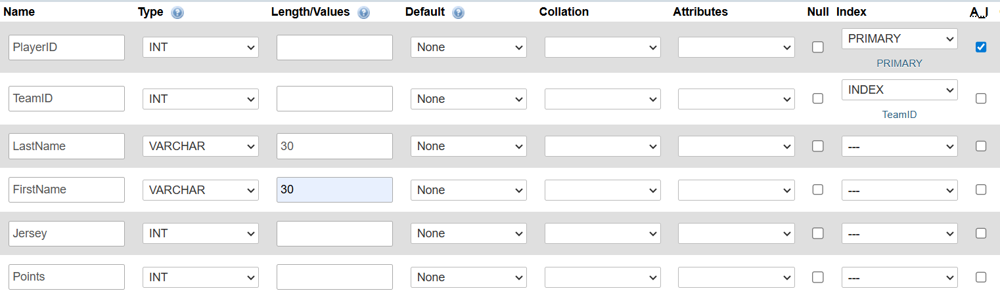 Name Type Length/Values Default Collation Attributes Null Index A_I
PlayerID INT None PRIMARY
PRIMARY
TeamID INT None INDEX
TeamID
LastName VARCHAR 30 None ---
FirstName VARCHAR 30 None ---
Jersey INT None ---
Points INT None ---